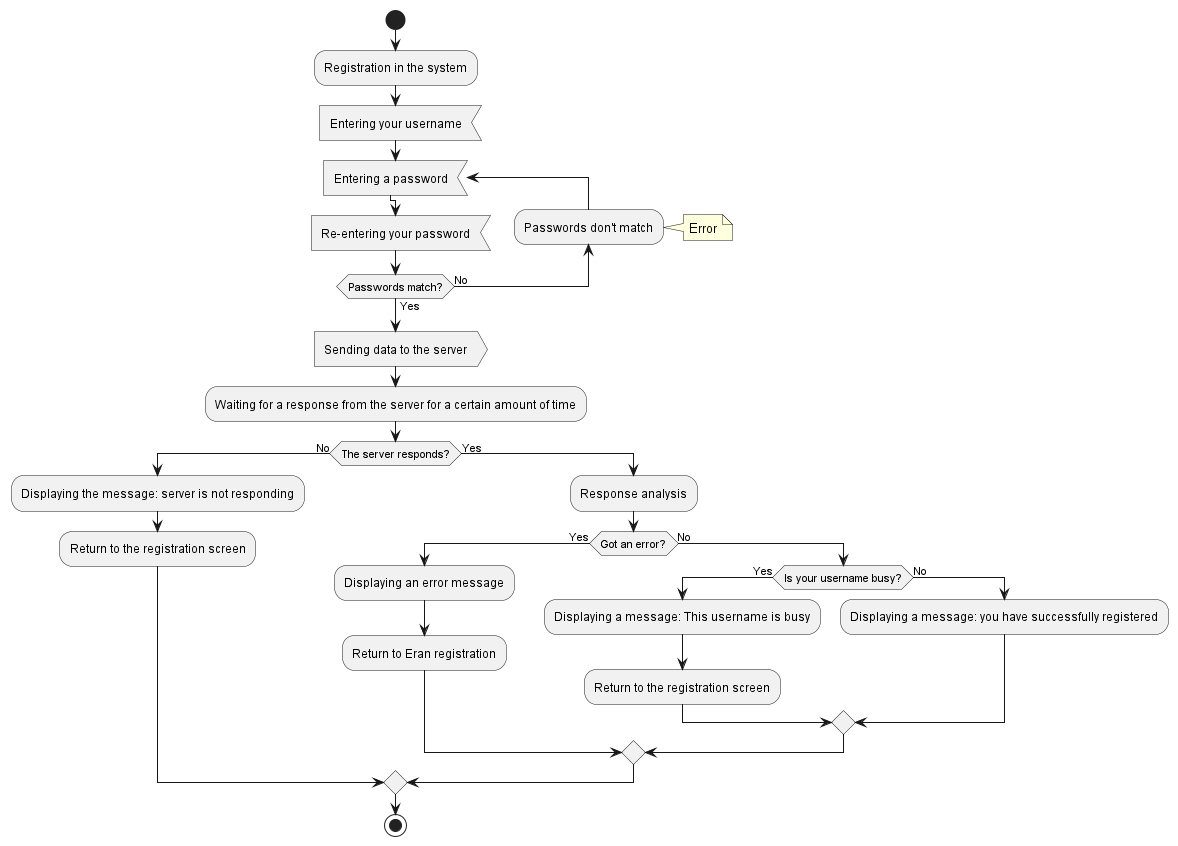 Registration in the system
Entering your username
Entering a password
Re-entering your password
Passwords don't match
Error
Passwords match?
No
Yes
Sending data to the server
Waiting for a response from the server for a certain amount of time
No
The server responds?
Yes
Displaying the message: server is not responding
Response analysis
Return to the registration screen
Yes
Got an error?
No
Displaying an error message
Yes
Is your username busy?
No
Displaying a message: This username is busy
Displaying a message: you have successfully registered
Return to Eran registration
Return to the registration screen